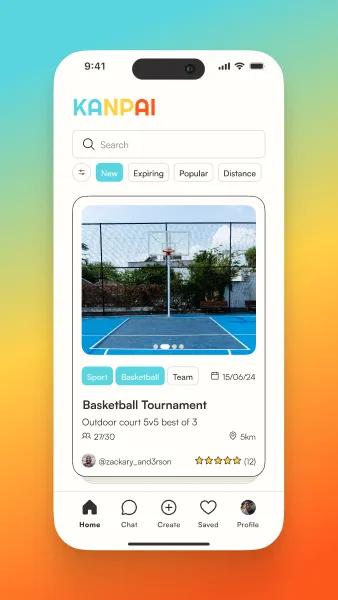 9:41
KANPAI
Search
New Expiring Popular Distance
Sport Basketball Team 15/06/24
Basketball Tournament
Outdoor court 5v5 best of 3
27/30 5km
@zackary_and3rson (12)
Home Chat Create Saved Profile